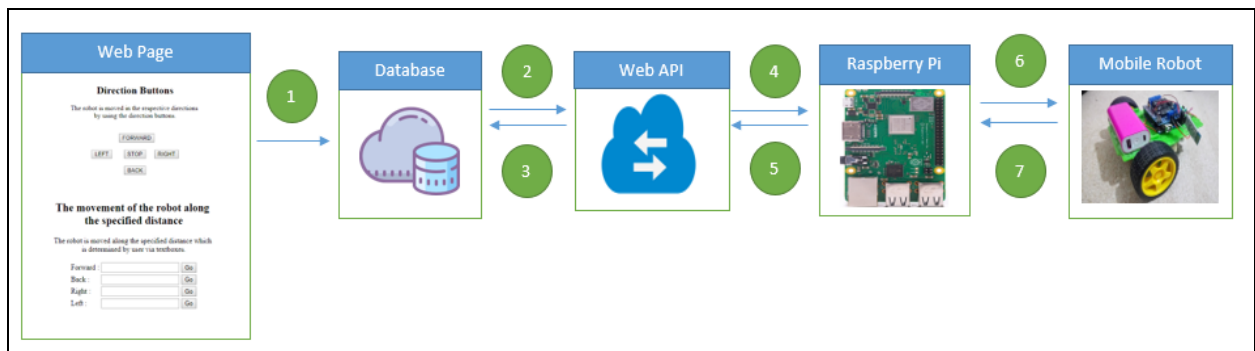 Web Page
Direction Buttons
The robot is moved in the respective directions
by using the direction buttons.
FORWARD
LEFT STOP RIGHT
BACK
The movement of the robot along
the specified distance
The robot is moved along the specified distance which
is determined by user via textboxes.
Forward : Go
Back : Go
Right : Go
Left : Go
1
Database
2
3
Web API
4
5
Raspberry Pi
6
7
Mobile Robot